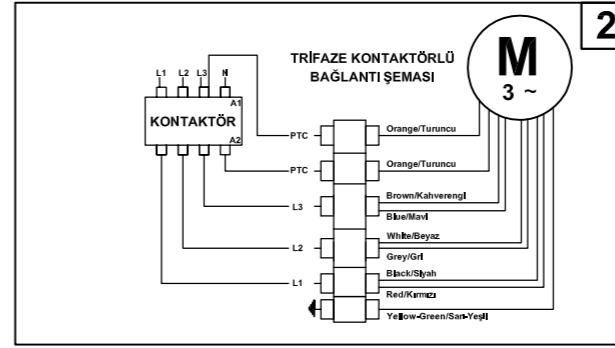 2
TRİFAZE KONTAKTÖRLÜ
BAĞLANTI ŞEMASI
M
3 ~
L1 L2 L3 N
A1
KONTAKTÖR
A2
PTC Orange/Turuncu
PTC Orange/Turuncu
L3 Brown/Kahverengi
Blue/Mavi
L2 White/Beyaz
Grey/Gri
L1 Black/Siyah
Red/Kırmızı
Yellow-Green/Sarı-Yeşil